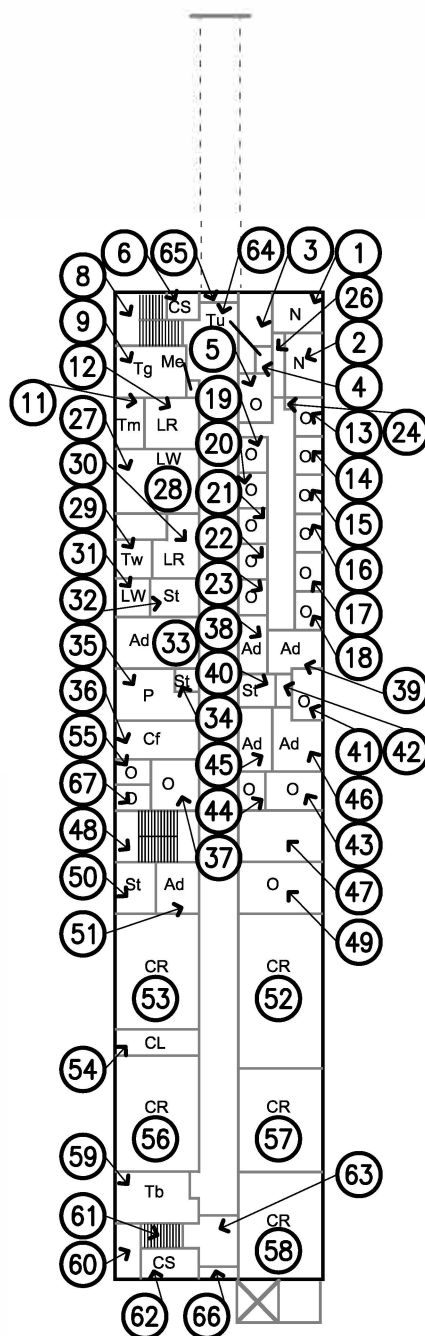 6 65 64 3 1
8 CS
Tu N 26
9
5 N 2
Tg Me
12 4
11 19 O 13 24
Tm LR 20 O
27 LW O 14
30 28 21 O 15
29 22 O 16
Tw LR O
31 23 O 17
LW St O
32 38 O 18
Ad 33 Ad Ad
35 40 39
P St St
36 34 O
Cf 45 Ad Ad 41 42
55 O
67 O O 44 O O 46
48 37 43
50 St Ad O 47
51 49
CR CR
53 52
54 CL
CR CR
56 57
59 Tb 63
61 CR
60 CS 58
62 66